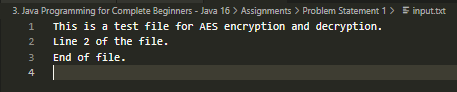 3. Java Programming for Complete Beginners - Java 16 > Assignments > Problem Statement 1 > input.txt
1 This is a test file for AES encryption and decryption.
2 Line 2 of the file.
3 End of file.
4